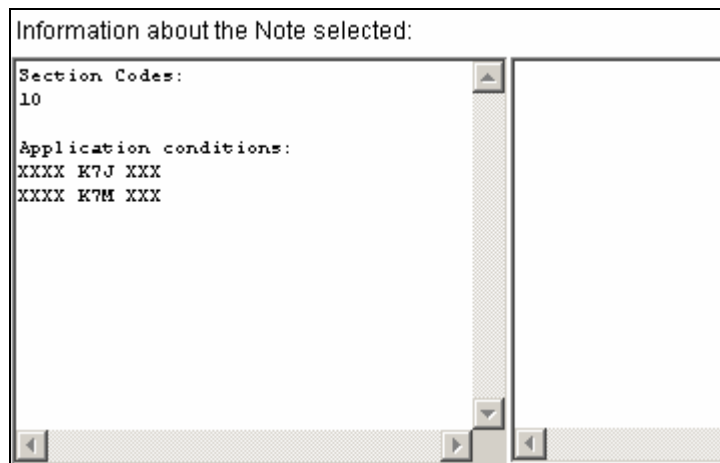 Information about the Note selected:
Section Codes:
10
Application conditions:
XXXX K7J XXX
XXXX K7M XXX